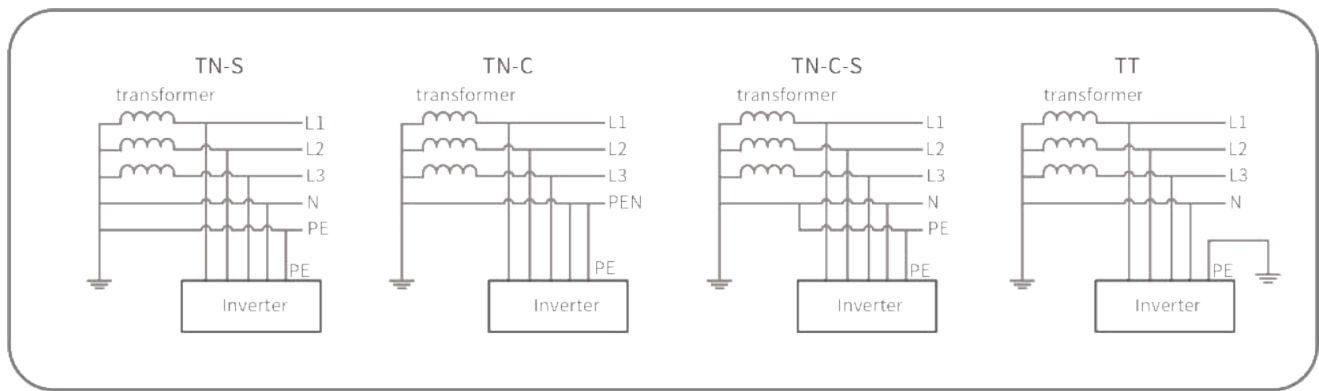 TN-S
transformer
L1
L2
L3
N
PE
PE
Inverter
TN-C
transformer
L1
L2
L3
PEN
PE
Inverter
TN-C-S
transformer
L1
L2
L3
N
PE
PE
Inverter
TT
transformer
L1
L2
L3
N
PE
Inverter